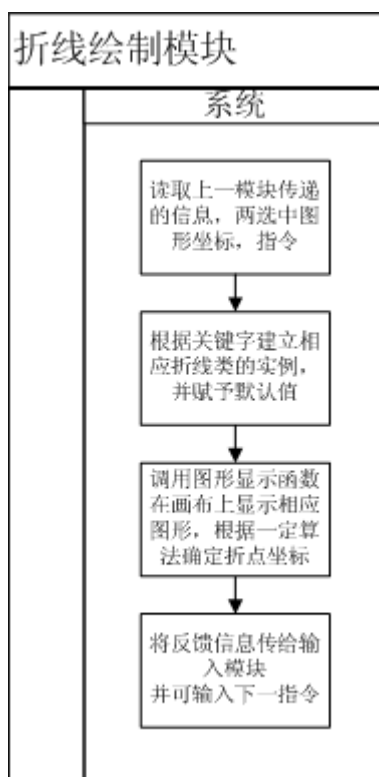 折线绘制模块
系统
读取上一模块传递
的信息，两选中图
形坐标，指令
根据关键字建立相
应折线类的实例，
并赋予默认值
调用图形显示函数
在画布上显示相应
图形，根据一定算
法确定折点坐标
将反馈信息传给输
入模块
并可输入下一指令